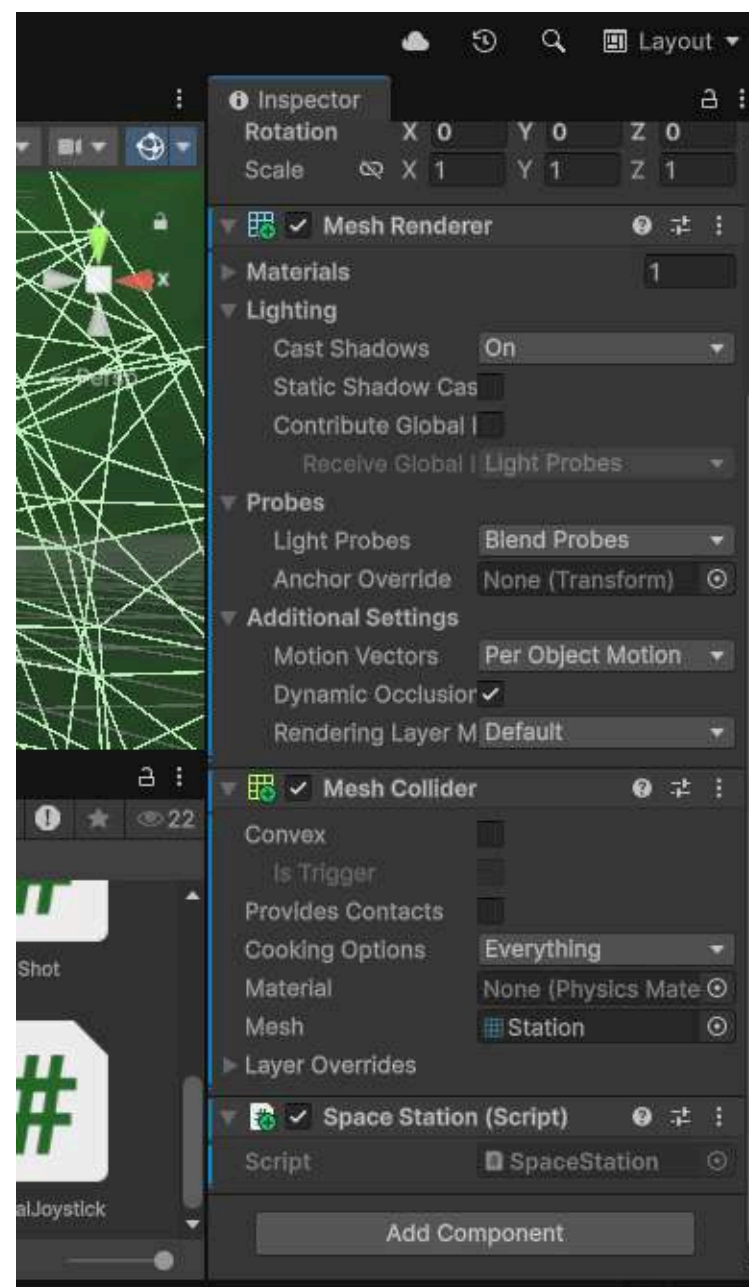 Layout
Inspector
Rotation X 0 Y 0 Z 0
Scale X 1 Y 1 Z 1
y
x
Persp
Mesh Renderer
Materials 1
Lighting
Cast Shadows On
Static Shadow Cas
Contribute Global I
Receive Global I Light Probes
Probes
Light Probes Blend Probes
Anchor Override None (Transform)
Additional Settings
Motion Vectors Per Object Motion
Dynamic Occlusion
Rendering Layer M Default
22
Shot
alJoystick
Mesh Collider
Convex
Is Trigger
Provides Contacts
Cooking Options Everything
Material None (Physics Mate
Mesh Station
Layer Overrides
Space Station (Script)
Script SpaceStation
Add Component